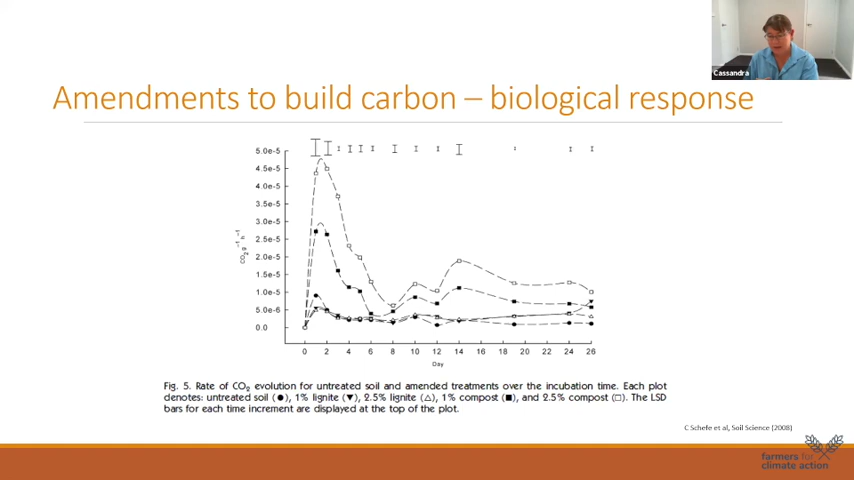 Cassandra
Amendments to build carbon – biological response
5.0e-5
4.5e-5
4.0e-5
3.5e-5
3.0e-5
2.5e-5
2.0e-5
1.5e-5
1.0e-5
5.0e-6
0.0
CO₂ g⁻¹ h⁻¹
0 2 4 6 8 10 12 14 16 18 20 22 24 26
Day
Fig. 5. Rate of CO₂ evolution for untreated soil and amended treatments over the incubation time. Each plot
denotes: untreated soil (●), 1% lignite (▼), 2.5% lignite (△), 1% compost (■), and 2.5% compost (□). The LSD
bars for each time increment are displayed at the top of the plot.
C Schefe et al, Soil Science (2008)
farmers for
climate action